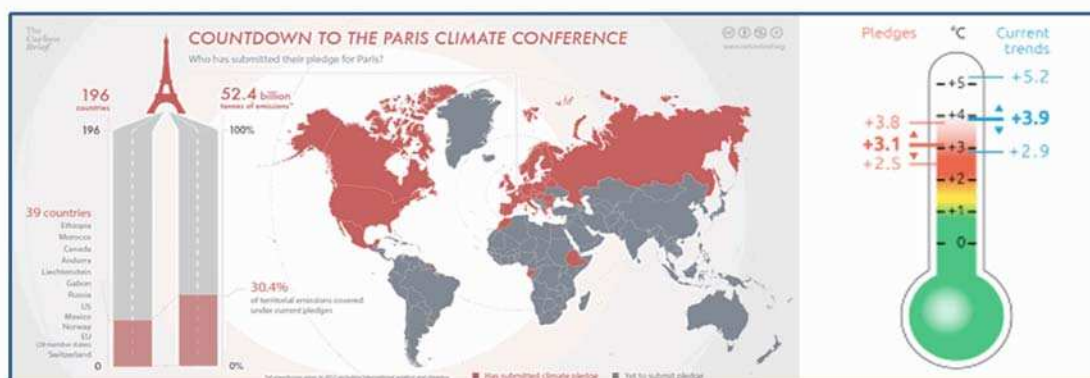 The
Carbon
Brief
COUNTDOWN TO THE PARIS CLIMATE CONFERENCE
Who has submitted their pledge for Paris?
196
countries
52.4 billion
tonnes of emissions*
196
100%
39 countries
Ethiopia
Morocco
Canada
Andorra
Liechtenstein
Gabon
Russia
US
Mexico
Norway
EU
(28 member states)
Switzerland
0
0%
30.4%
of territorial emissions covered
under current pledges
Has submitted climate pledge
Yet to submit pledge
Pledges
°C
Current
trends
+5
+5.2
+4
+3.9
+3.8
+3.1
+3
+2.9
+2.5
+2
+1
0